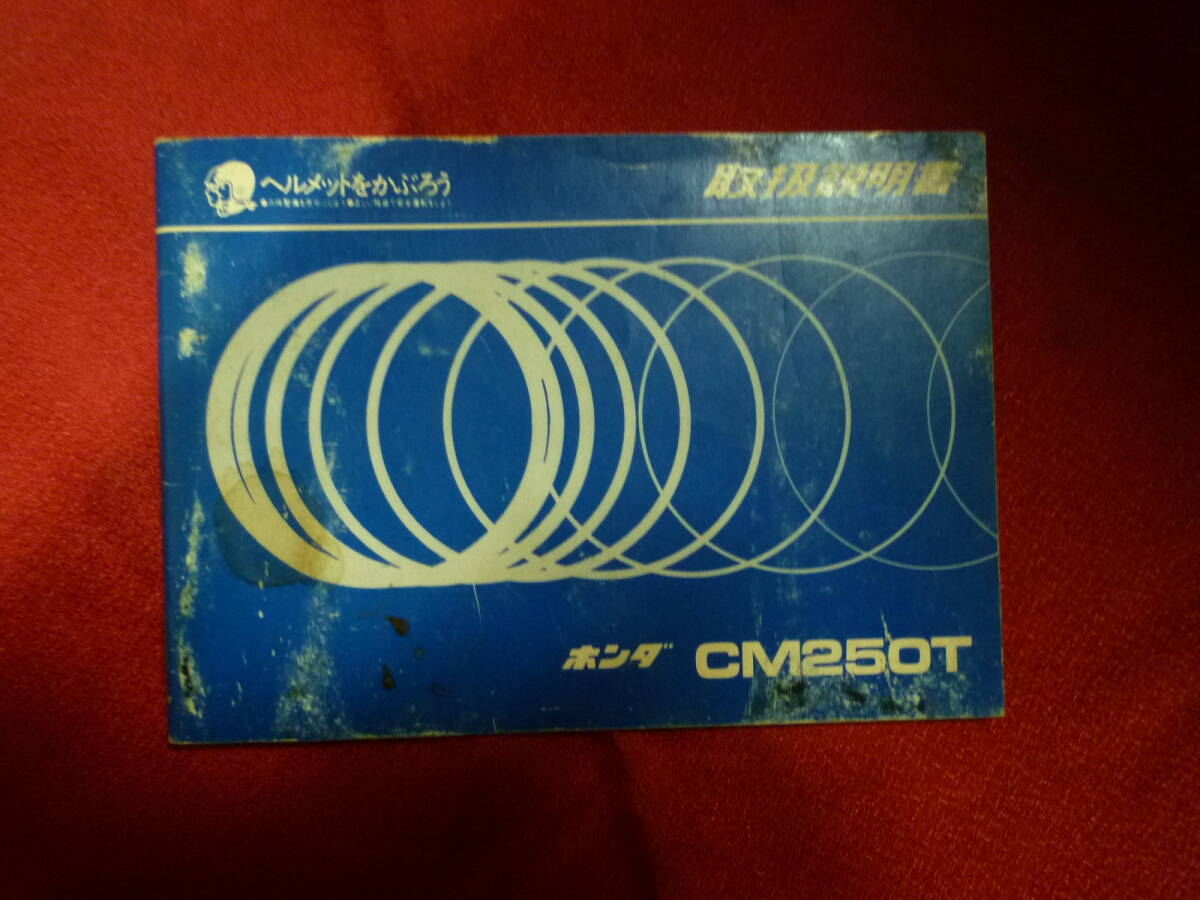 ヘルメットをかぶろう
取扱説明書
ホンダ CM250T